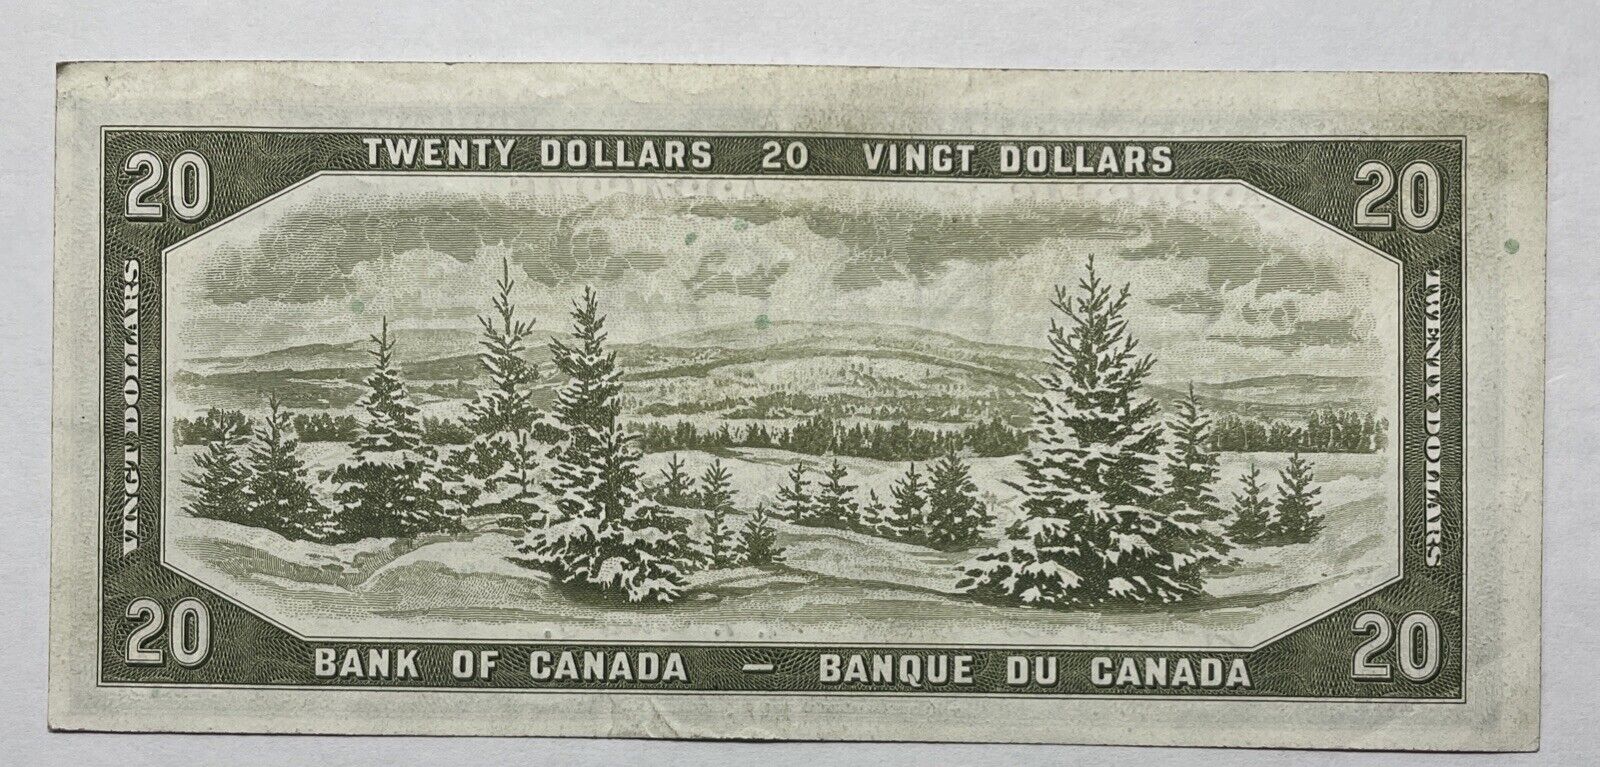 TWENTY DOLLARS 20 VINGT DOLLARS
20
20
VINGT DOLLARS
TWENTY DOLLARS
20
20
BANK OF CANADA — BANQUE DU CANADA